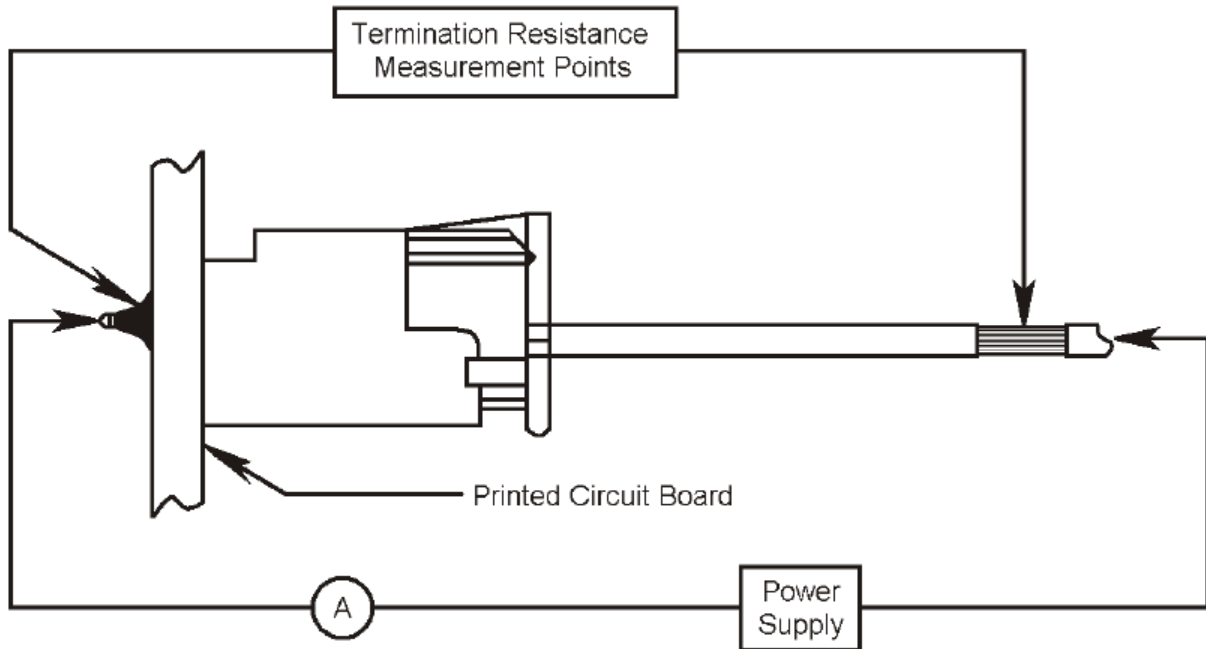 Termination Resistance
Measurement Points
Printed Circuit Board
A
Power
Supply